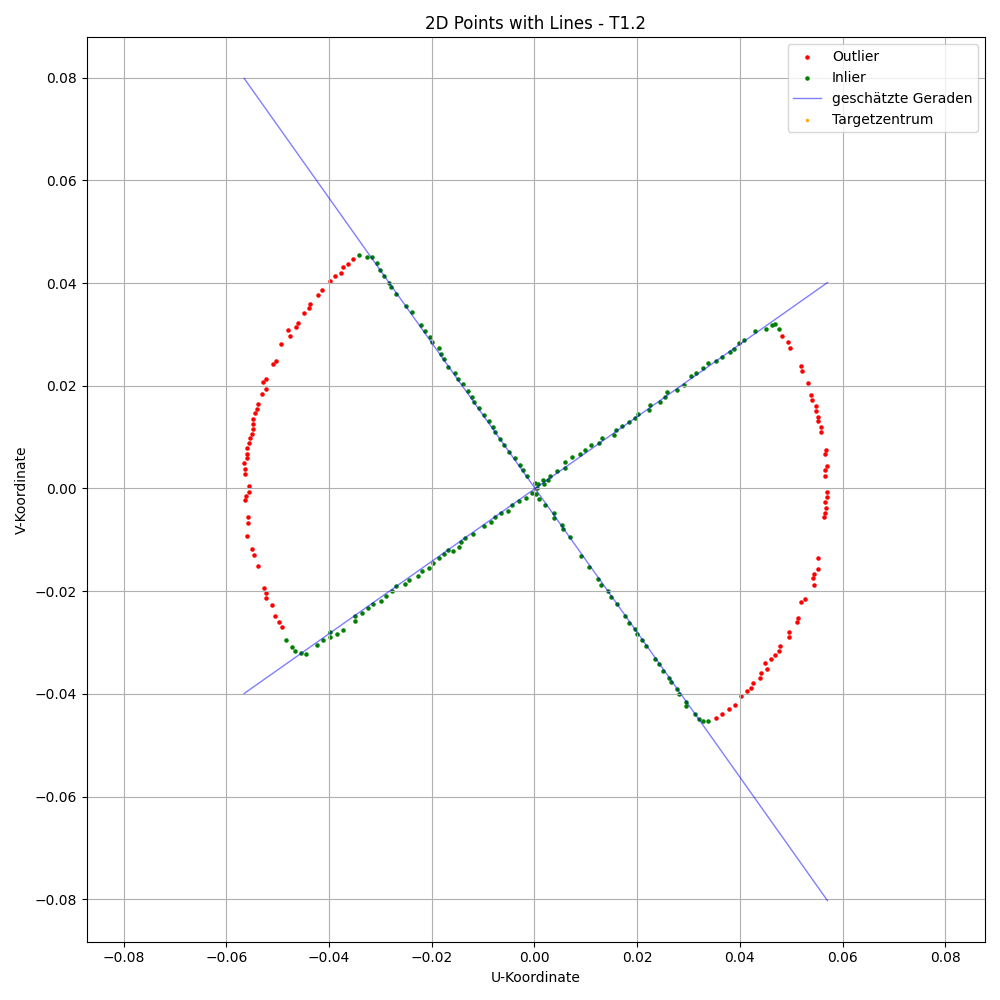 2D Points with Lines - T1.2
Outlier
Inlier
geschätzte Geraden
Targetzentrum
V-Koordinate
0.08
0.06
0.04
0.02
0.00
−0.02
−0.04
−0.06
−0.08
−0.08
−0.06
−0.04
−0.02
0.00
0.02
0.04
0.06
0.08
U-Koordinate